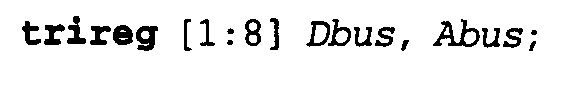 trireg [1:8] Dbus, Abus;